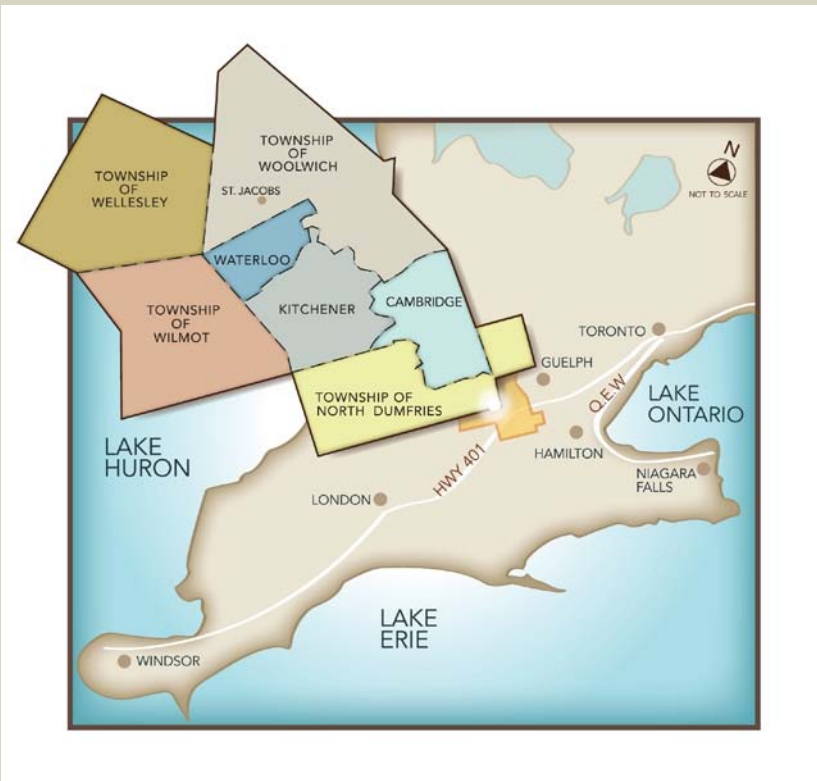 TOWNSHIP
OF
WOOLWICH
ST. JACOBS
TOWNSHIP
OF
WELLESLEY
WATERLOO
TOWNSHIP
OF
WILMOT
KITCHENER
CAMBRIDGE
TOWNSHIP OF
NORTH DUMFRIES
N
NOT TO SCALE
TORONTO
GUELPH
Q.E.W
LAKE
ONTARIO
LAKE
HURON
HAMILTON
HWY 401
NIAGARA
FALLS
LONDON
LAKE
ERIE
WINDSOR